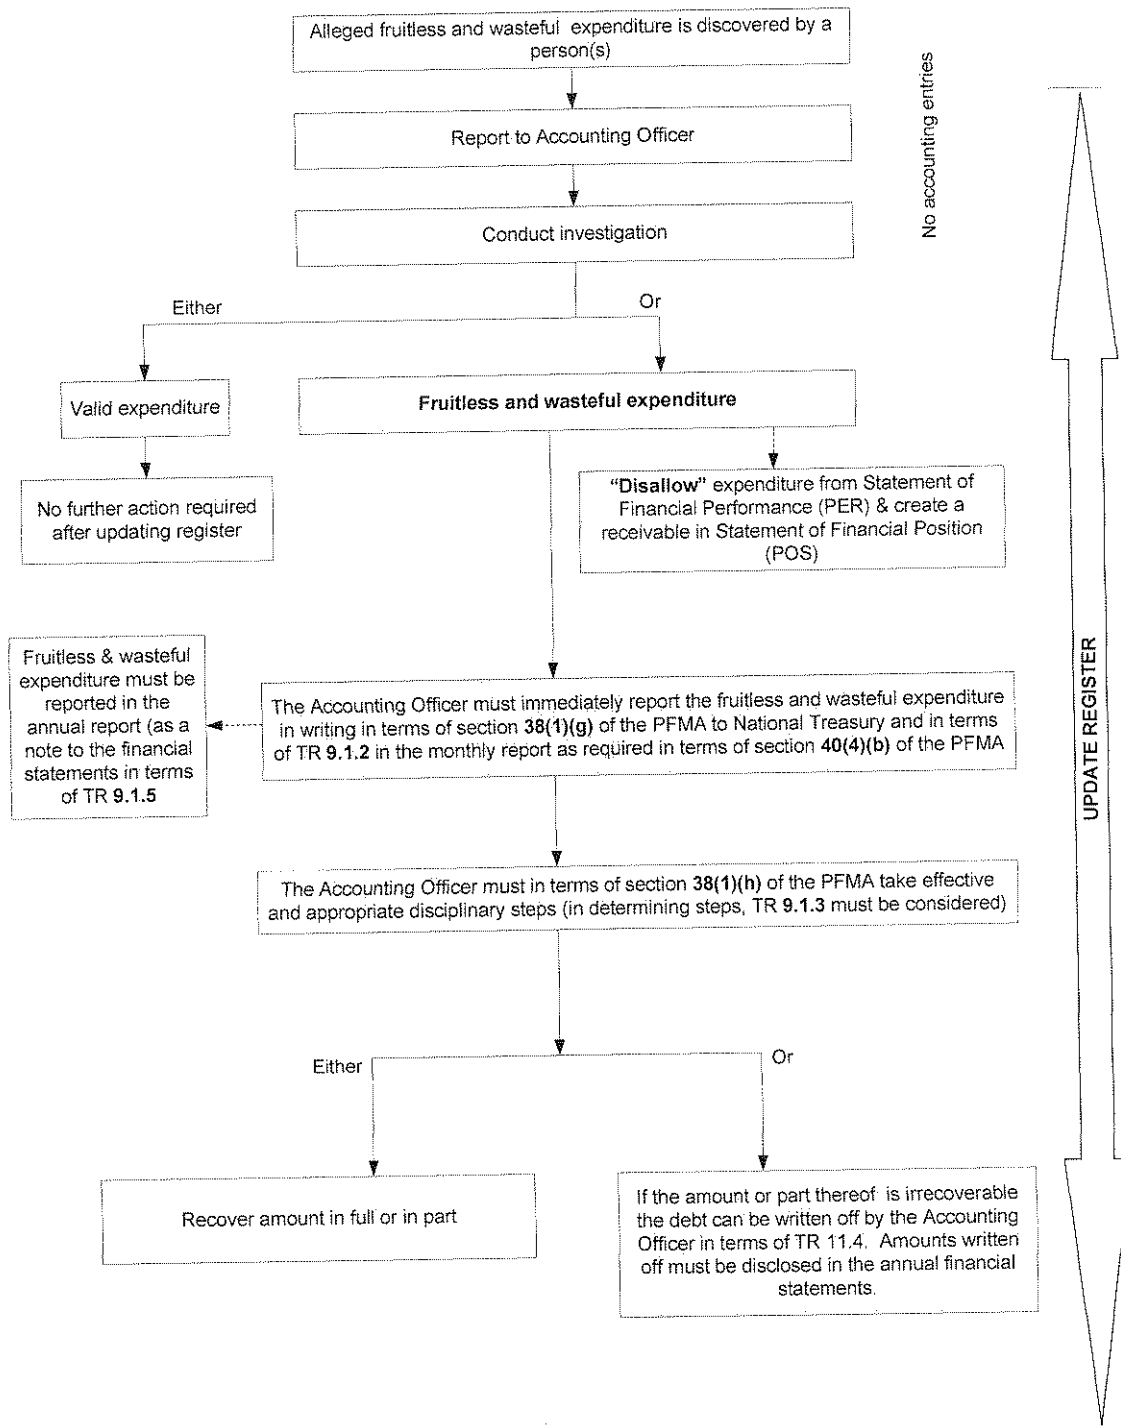 Alleged fruitless and wasteful expenditure is discovered by a
person(s)
No accounting entries
Report to Accounting Officer
Conduct investigation
Either
Or
Valid expenditure
Fruitless and wasteful expenditure
No further action required
after updating register
"Disallow" expenditure from Statement of
Financial Performance (PER) & create a
receivable in Statement of Financial Position
(POS)
Fruitless & wasteful
expenditure must be
reported in the
annual report (as a
note to the financial
statements in terms
of TR 9.1.5
The Accounting Officer must immediately report the fruitless and wasteful expenditure
in writing in terms of section 38(1)(g) of the PFMA to National Treasury and in terms
of TR 9.1.2 in the monthly report as required in terms of section 40(4)(b) of the PFMA
UPDATE REGISTER
The Accounting Officer must in terms of section 38(1)(h) of the PFMA take effective
and appropriate disciplinary steps (in determining steps, TR 9.1.3 must be considered)
Either
Or
Recover amount in full or in part
If the amount or part thereof is irrecoverable
the debt can be written off by the Accounting
Officer in terms of TR 11.4. Amounts written
off must be disclosed in the annual financial
statements.